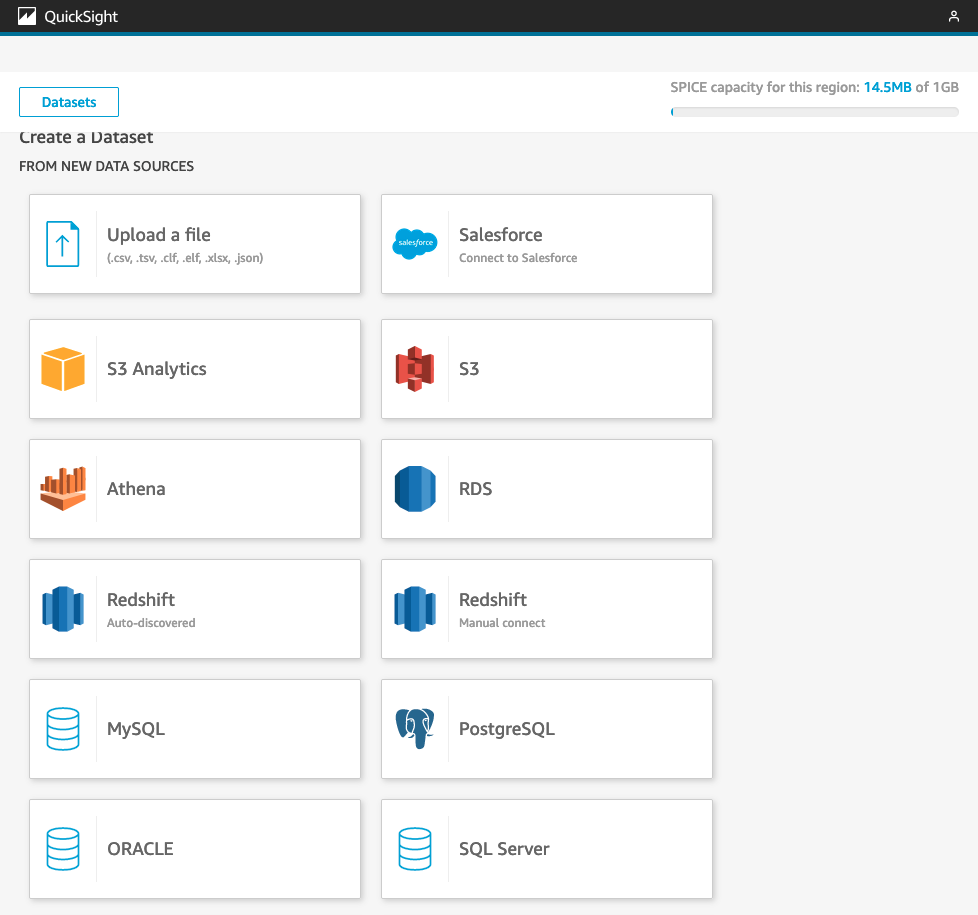 QuickSight
Datasets
SPICE capacity for this region: 14.5MB of 1GB
Create a Dataset
FROM NEW DATA SOURCES
Upload a file
(.csv, .tsv, .clf, .elf, .xlsx, .json)
salesforce
Salesforce
Connect to Salesforce
S3 Analytics
S3
Athena
RDS
Redshift
Auto-discovered
Redshift
Manual connect
MySQL
PostgreSQL
ORACLE
SQL Server